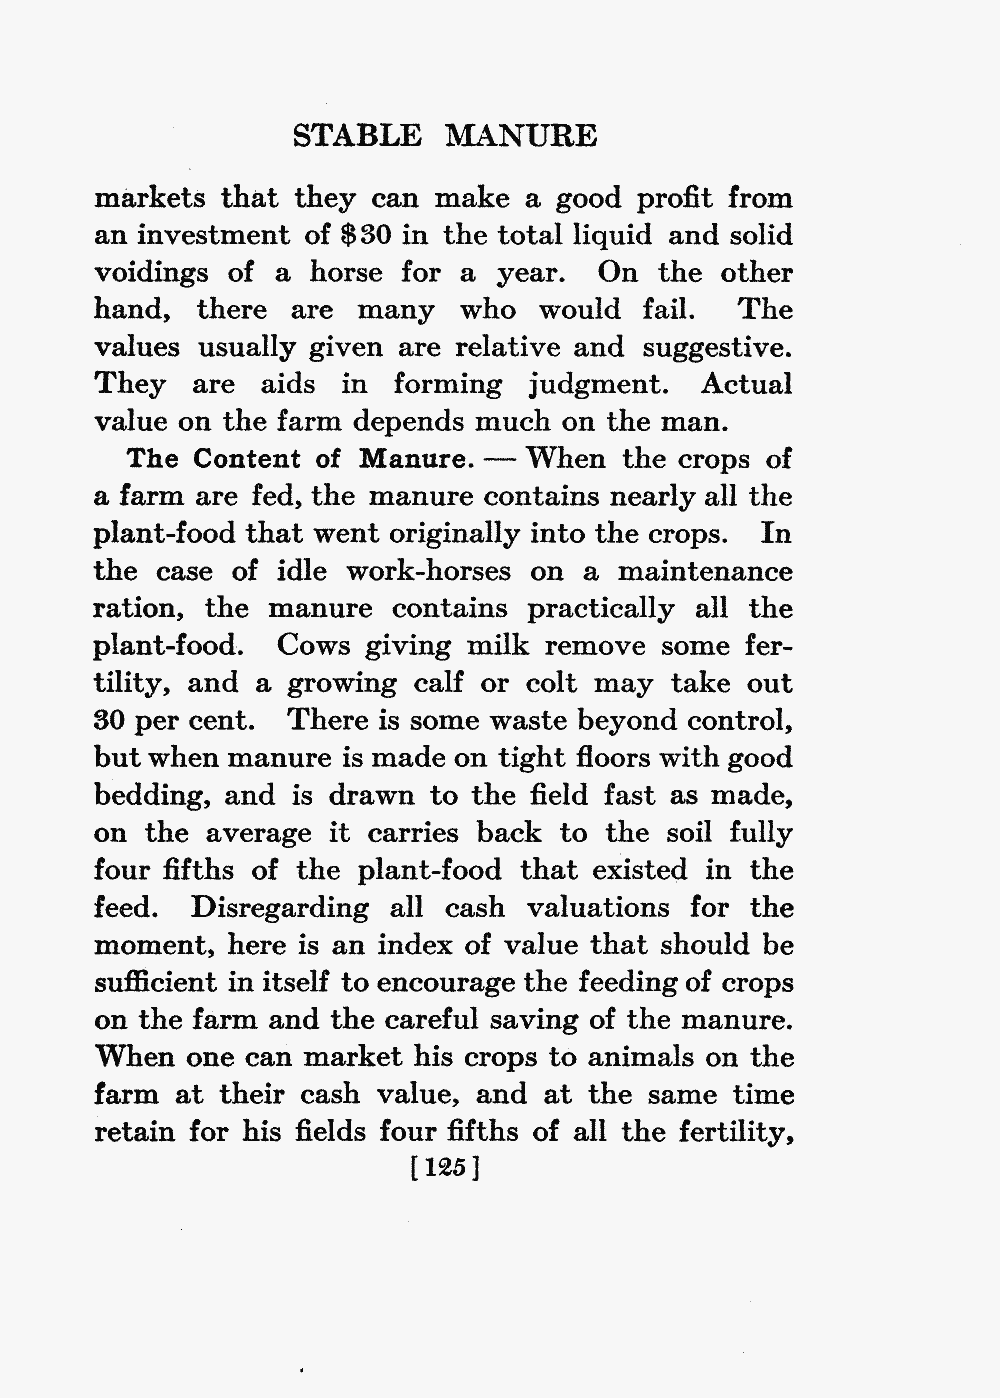 STABLE MANURE
markets that they can make a good profit from
an investment of $30 in the total liquid and solid
voidings of a horse for a year. On the other
hand, there are many who would fail. The
values usually given are relative and suggestive.
They are aids in forming judgment. Actual
value on the farm depends much on the man.
The Content of Manure. — When the crops of
a farm are fed, the manure contains nearly all the
plant-food that went originally into the crops. In
the case of idle work-horses on a maintenance
ration, the manure contains practically all the
plant-food. Cows giving milk remove some fer-
tility, and a growing calf or colt may take out
30 per cent. There is some waste beyond control,
but when manure is made on tight floors with good
bedding, and is drawn to the field fast as made,
on the average it carries back to the soil fully
four fifths of the plant-food that existed in the
feed. Disregarding all cash valuations for the
moment, here is an index of value that should be
sufficient in itself to encourage the feeding of crops
on the farm and the careful saving of the manure.
When one can market his crops to animals on the
farm at their cash value, and at the same time
retain for his fields four fifths of all the fertility,
[125]